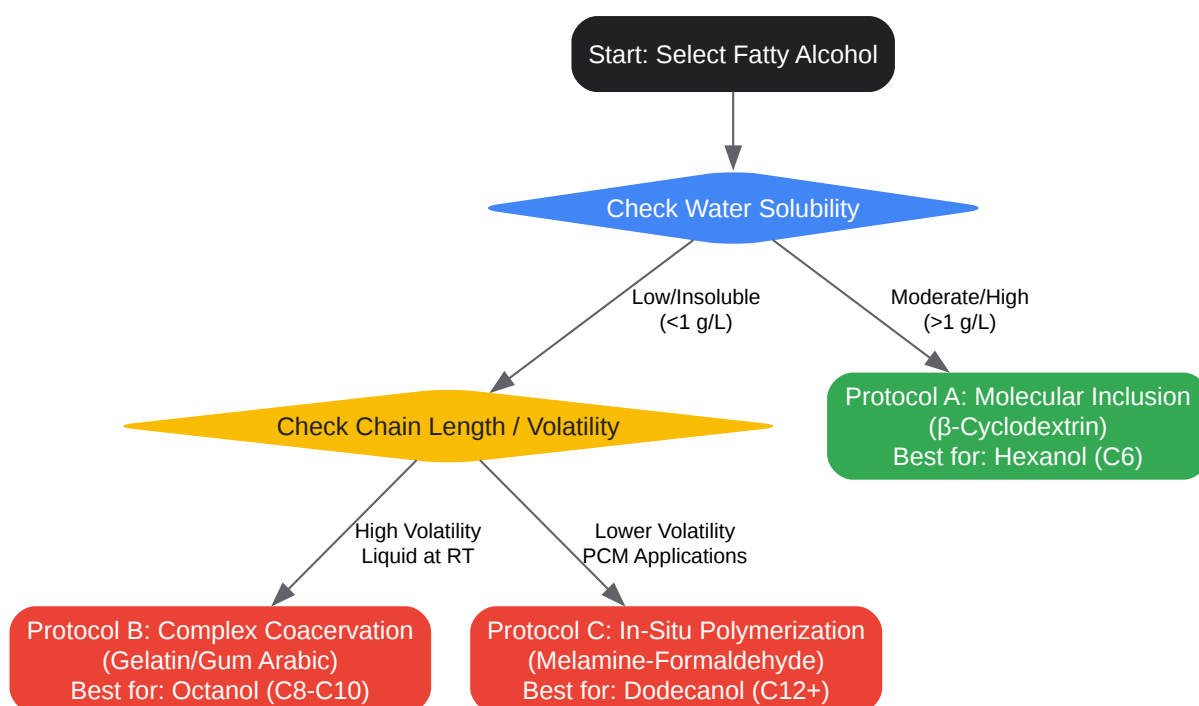 Start: Select Fatty Alcohol
Check Water Solubility
Low/Insoluble
(<1 g/L)
Moderate/High
(>1 g/L)
Protocol A: Molecular Inclusion
(β-Cyclodextrin)
Best for: Hexanol (C6)
Check Chain Length / Volatility
High Volatility
Liquid at RT
Lower Volatility
PCM Applications
Protocol B: Complex Coacervation
(Gelatin/Gum Arabic)
Best for: Octanol (C8-C10)
Protocol C: In-Situ Polymerization
(Melamine-Formaldehyde)
Best for: Dodecanol (C12+)